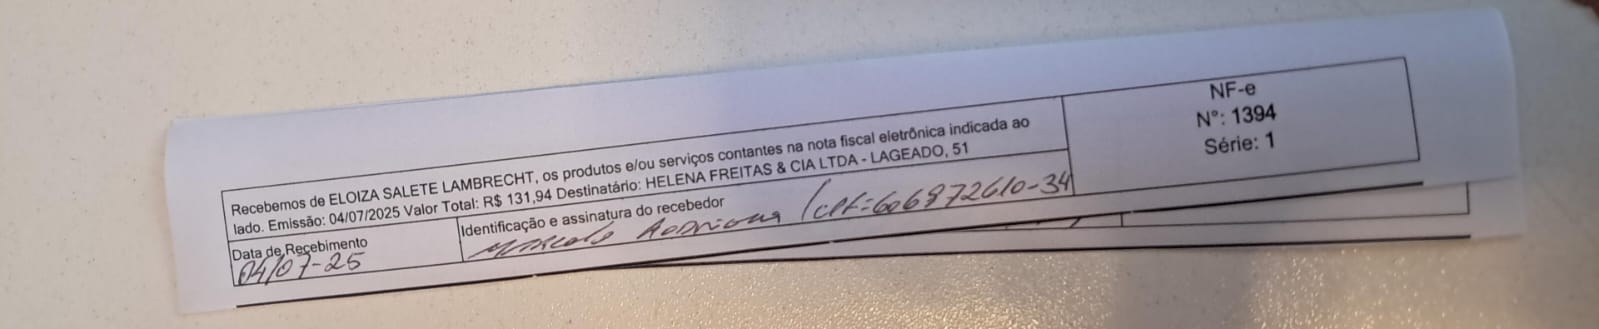 Recebemos de ELOIZA SALETE LAMBRECHT, os produtos e/ou serviços contantes na nota fiscal eletrônica indicada ao
lado. Emissão: 04/07/2025 Valor Total: R$ 131,94 Destinatário: HELENA FREITAS & CIA LTDA - LAGEADO, 51
Data de Recebimento
04/07-25
Identificação e assinatura do recebedor
/CPF=606872610-34
NF-e
N°: 1394
Série: 1